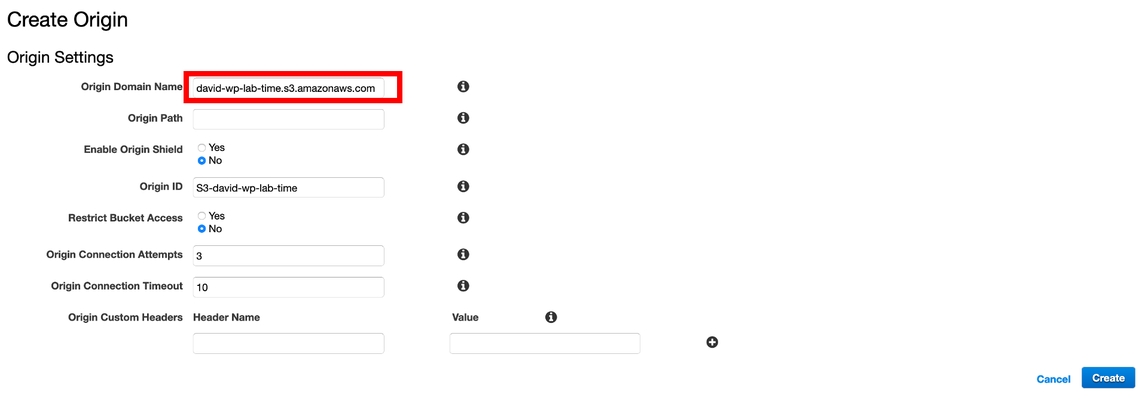 Create Origin
Origin Settings
Origin Domain Name david-wp-lab-time.s3.amazonaws.com
Origin Path
Enable Origin Shield Yes
No
Origin ID S3-david-wp-lab-time
Restrict Bucket Access Yes
No
Origin Connection Attempts 3
Origin Connection Timeout 10
Origin Custom Headers Header Name Value
Cancel Create